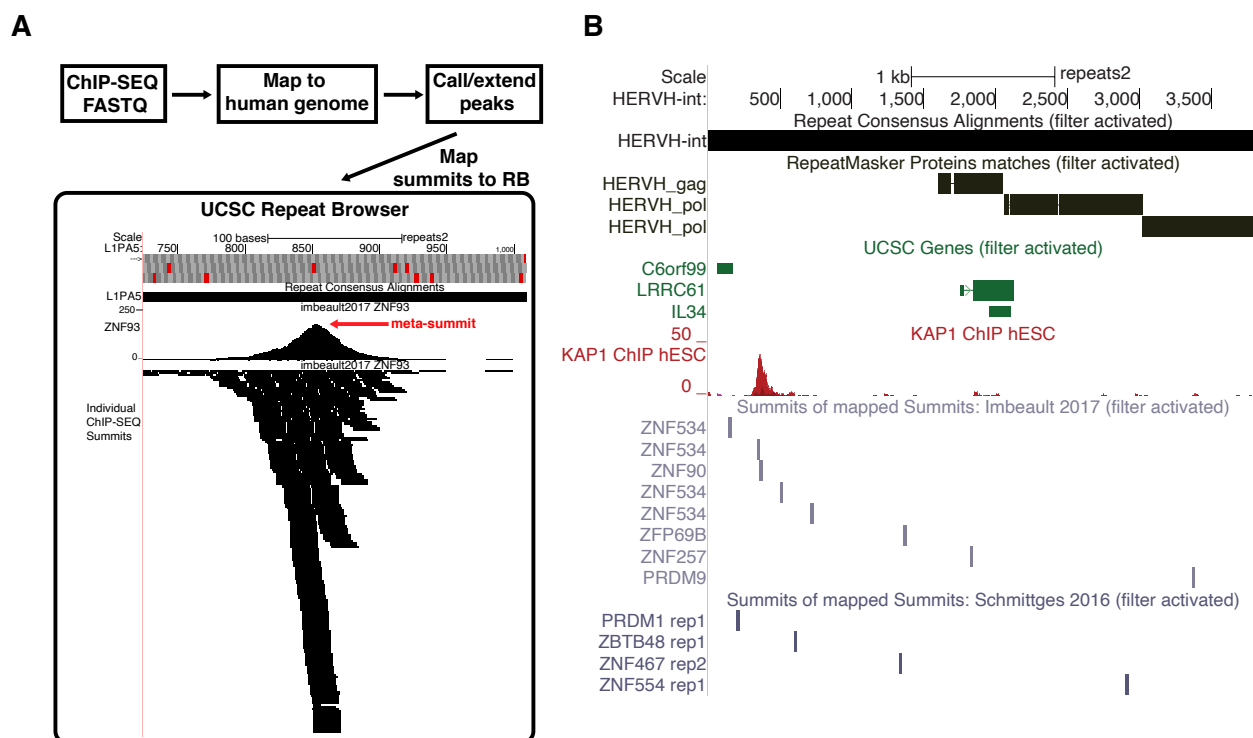 A
ChIP-SEQ
FASTQ
Map to
human genome
Call/extend
peaks
Map
summits to RB
UCSC Repeat Browser
Scale
100 bases
repeats2
L1PA5:
750
800
850
900
950
1,000
--->
Repeat Consensus Alignments
L1PA5
imbeault2017 ZNF93
250
ZNF93
meta-summit
0
imbeault2017 ZNF93
Individual
ChIP-SEQ
Summits
B
Scale
1 kb
repeats2
HERVH-int:
500
1,000
1,500
2,000
2,500
3,000
3,500
Repeat Consensus Alignments (filter activated)
HERVH-int
RepeatMasker Proteins matches (filter activated)
HERVH_gag
HERVH_pol
HERVH_pol
UCSC Genes (filter activated)
C6orf99
LRRC61
IL34
KAP1 ChIP hESC
50
KAP1 ChIP hESC
0
Summits of mapped Summits: Imbeault 2017 (filter activated)
ZNF534
ZNF534
ZNF90
ZNF534
ZNF534
ZFP69B
ZNF257
PRDM9
Summits of mapped Summits: Schmittges 2016 (filter activated)
PRDM1 rep1
ZBTB48 rep1
ZNF467 rep2
ZNF554 rep1